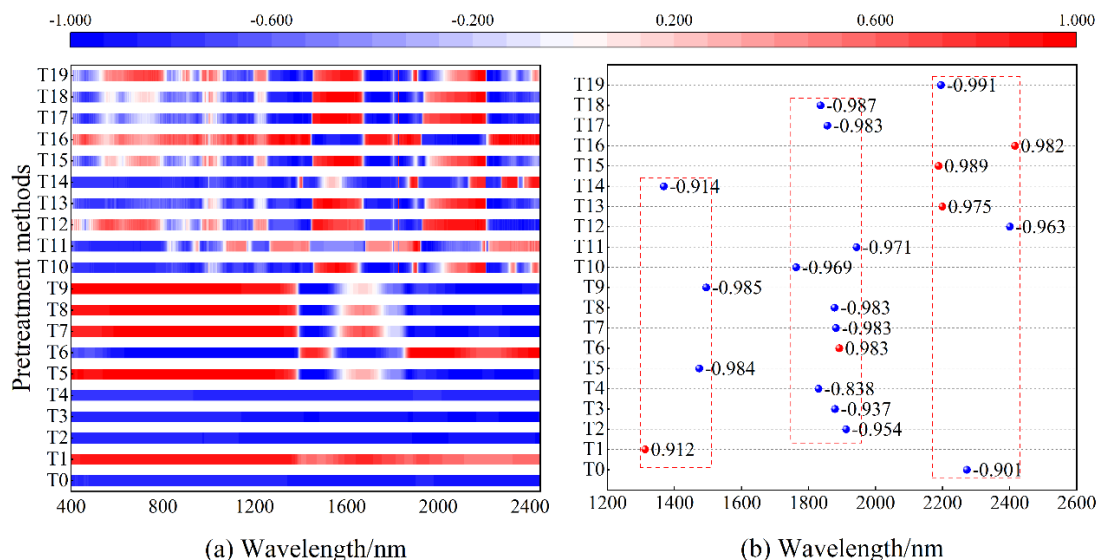 -1.000 -0.600 -0.200 0.200 0.600 1.000
Pretreatment methods
T19
T18
T17
T16
T15
T14
T13
T12
T11
T10
T9
T8
T7
T6
T5
T4
T3
T2
T1
T0
400 800 1200 1600 2000 2400
(a) Wavelength/nm
T19 -0.991
T18 -0.987
T17 -0.983
T16 0.982
T15 0.989
T14 -0.914
T13 0.975
T12 -0.963
T11 -0.971
T10 -0.969
T9 -0.985
T8 -0.983
T7 -0.983
T6 0.983
T5 -0.984
T4 -0.838
T3 -0.937
T2 -0.954
T1 0.912
T0 -0.901
1200 1400 1600 1800 2000 2200 2400 2600
(b) Wavelength/nm